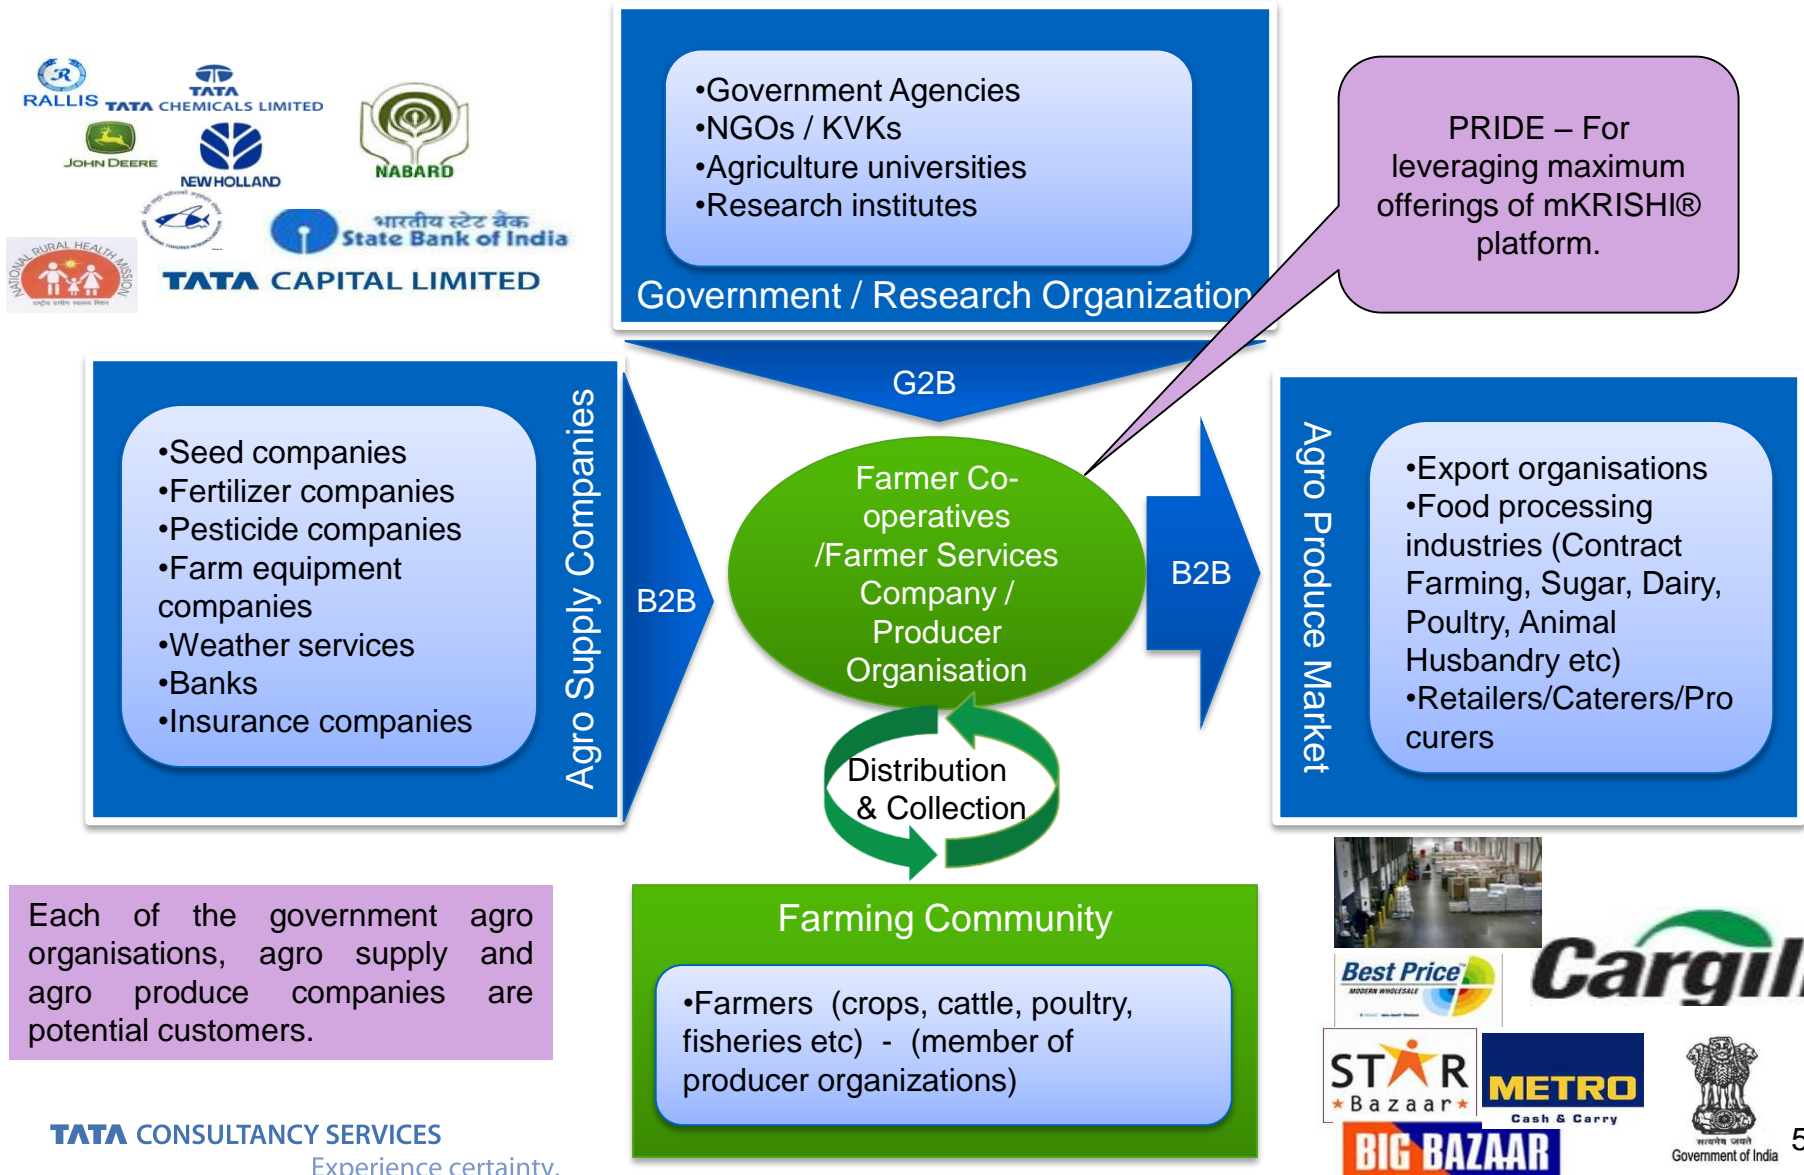 RALLIS
TATA
TATA CHEMICALS LIMITED
JOHN DEERE
NEW HOLLAND
NABARD
भारतीय स्टेट बैंक
State Bank of India
NATIONAL RURAL HEALTH MISSION
TATA CAPITAL LIMITED
•Government Agencies
•NGOs / KVKs
•Agriculture universities
•Research institutes
Government / Research Organization
PRIDE – For
leveraging maximum
offerings of mKRISHI®
platform.
G2B
•Seed companies
•Fertilizer companies
•Pesticide companies
•Farm equipment
companies
•Weather services
•Banks
•Insurance companies
Agro Supply Companies
B2B
Farmer Co-
operatives
/Farmer Services
Company /
Producer
Organisation
B2B
Agro Produce Market
•Export organisations
•Food processing
industries (Contract
Farming, Sugar, Dairy,
Poultry, Animal
Husbandry etc)
•Retailers/Caterers/Pro
curers
Distribution
& Collection
Each of the government agro
organisations, agro supply and
agro produce companies are
potential customers.
Farming Community
•Farmers (crops, cattle, poultry,
fisheries etc) - (member of
producer organizations)
Best Price
MODERN WHOLESALE
Cargill
STAR
Bazaar
METRO
Cash & Carry
BIG BAZAAR
सत्यमेव जयते
Government of India
TATA CONSULTANCY SERVICES
Experience certainty.
5